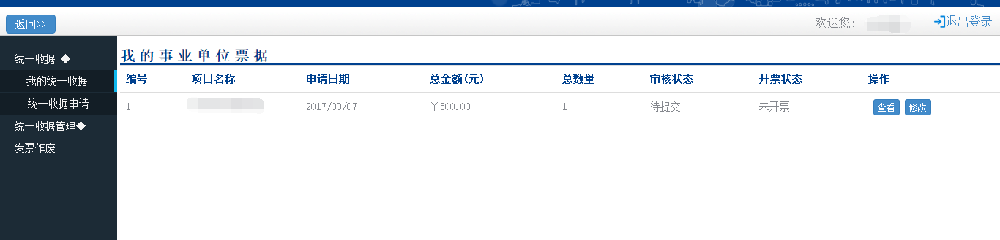 返回>>
欢迎您:
退出登录
统一收据 ◆
我的统一收据
统一收据申请
统一收据管理◆
发票作废
我的事业单位票据
编号 项目名称 申请日期 总金额(元) 总数量 审核状态 开票状态 操作
1 2017/09/07 ￥500.00 1 待提交 未开票 查看 修改